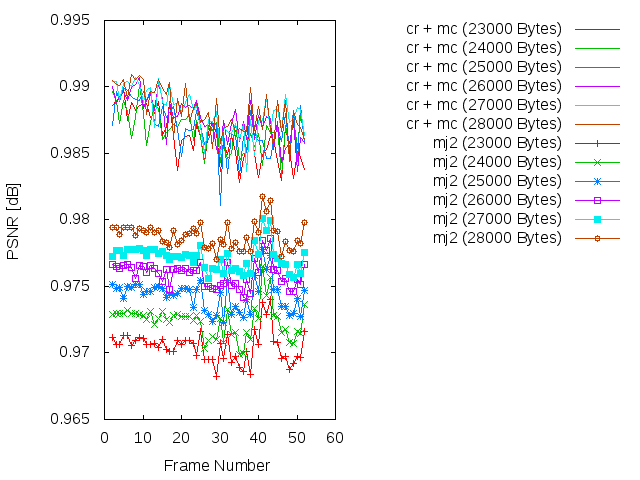 0.995
0.99
0.985
0.98
0.975
0.97
0.965
PSNR [dB]
0 10 20 30 40 50 60
Frame Number
cr + mc (23000 Bytes)
cr + mc (24000 Bytes)
cr + mc (25000 Bytes)
cr + mc (26000 Bytes)
cr + mc (27000 Bytes)
cr + mc (28000 Bytes)
mj2 (23000 Bytes)
mj2 (24000 Bytes)
mj2 (25000 Bytes)
mj2 (26000 Bytes)
mj2 (27000 Bytes)
mj2 (28000 Bytes)